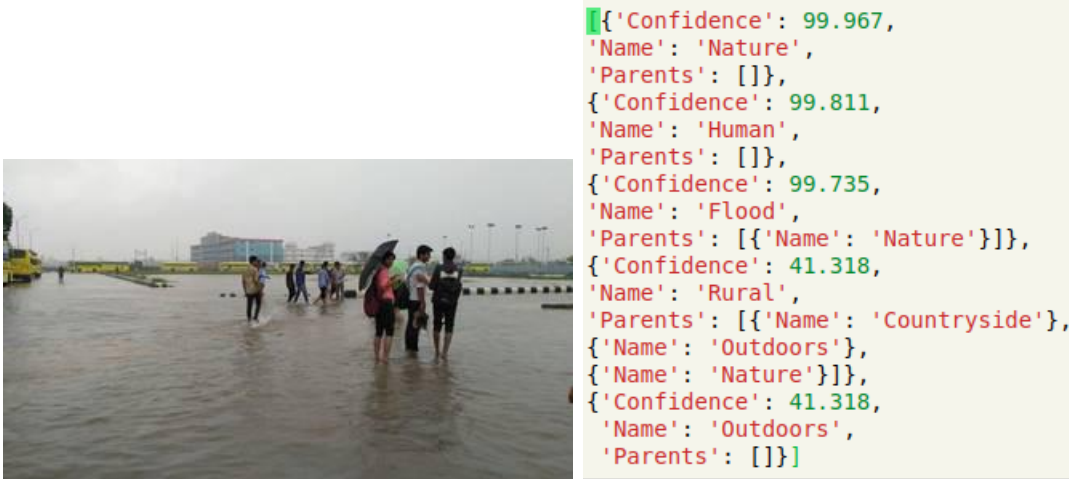 [{'Confidence': 99.967,
'Name': 'Nature',
'Parents': []},
{'Confidence': 99.811,
'Name': 'Human',
'Parents': []},
{'Confidence': 99.735,
'Name': 'Flood',
'Parents': [{'Name': 'Nature'}]},
{'Confidence': 41.318,
'Name': 'Rural',
'Parents': [{'Name': 'Countryside'},
{'Name': 'Outdoors'},
{'Name': 'Nature'}]},
{'Confidence': 41.318,
'Name': 'Outdoors',
'Parents': []}]